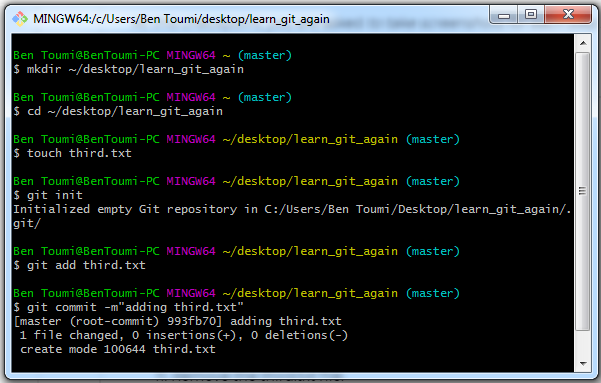 MINGW64:/c/Users/Ben Toumi/desktop/learn_git_again
Ben Toumi@BenToumi-PC MINGW64 ~ (master)
$ mkdir ~/desktop/learn_git_again
Ben Toumi@BenToumi-PC MINGW64 ~ (master)
$ cd ~/desktop/learn_git_again
Ben Toumi@BenToumi-PC MINGW64 ~/desktop/learn_git_again (master)
$ touch third.txt
Ben Toumi@BenToumi-PC MINGW64 ~/desktop/learn_git_again (master)
$ git init
Initialized empty Git repository in C:/Users/Ben Toumi/Desktop/learn_git_again/.
git/
Ben Toumi@BenToumi-PC MINGW64 ~/desktop/learn_git_again (master)
$ git add third.txt
Ben Toumi@BenToumi-PC MINGW64 ~/desktop/learn_git_again (master)
$ git commit -m"adding third.txt"
[master (root-commit) 993fb70] adding third.txt
 1 file changed, 0 insertions(+), 0 deletions(-)
 create mode 100644 third.txt